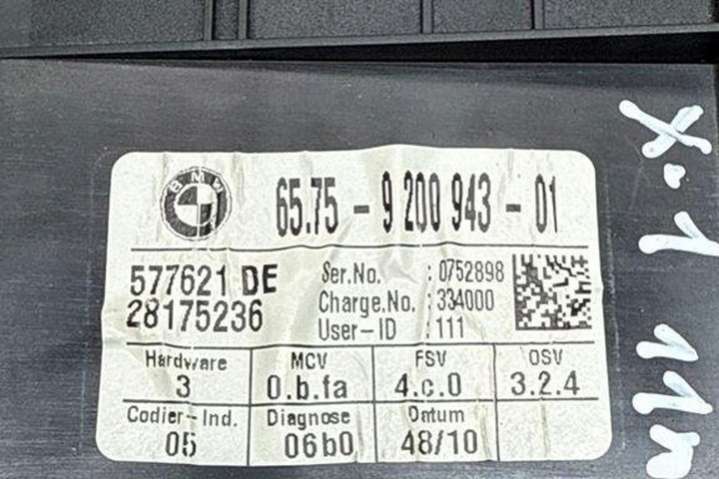 BMW
65.75 - 9 200 943 - 01
577621 DE
28175236
Ser.No. : 0752898
Charge.No. : 334000
User-ID : 111
Hardware MCV FSV OSV
3 0.b.fa 4.c.0 3.2.4
Codier-Ind. Diagnose Datum
05 06b0 48/10
X-1